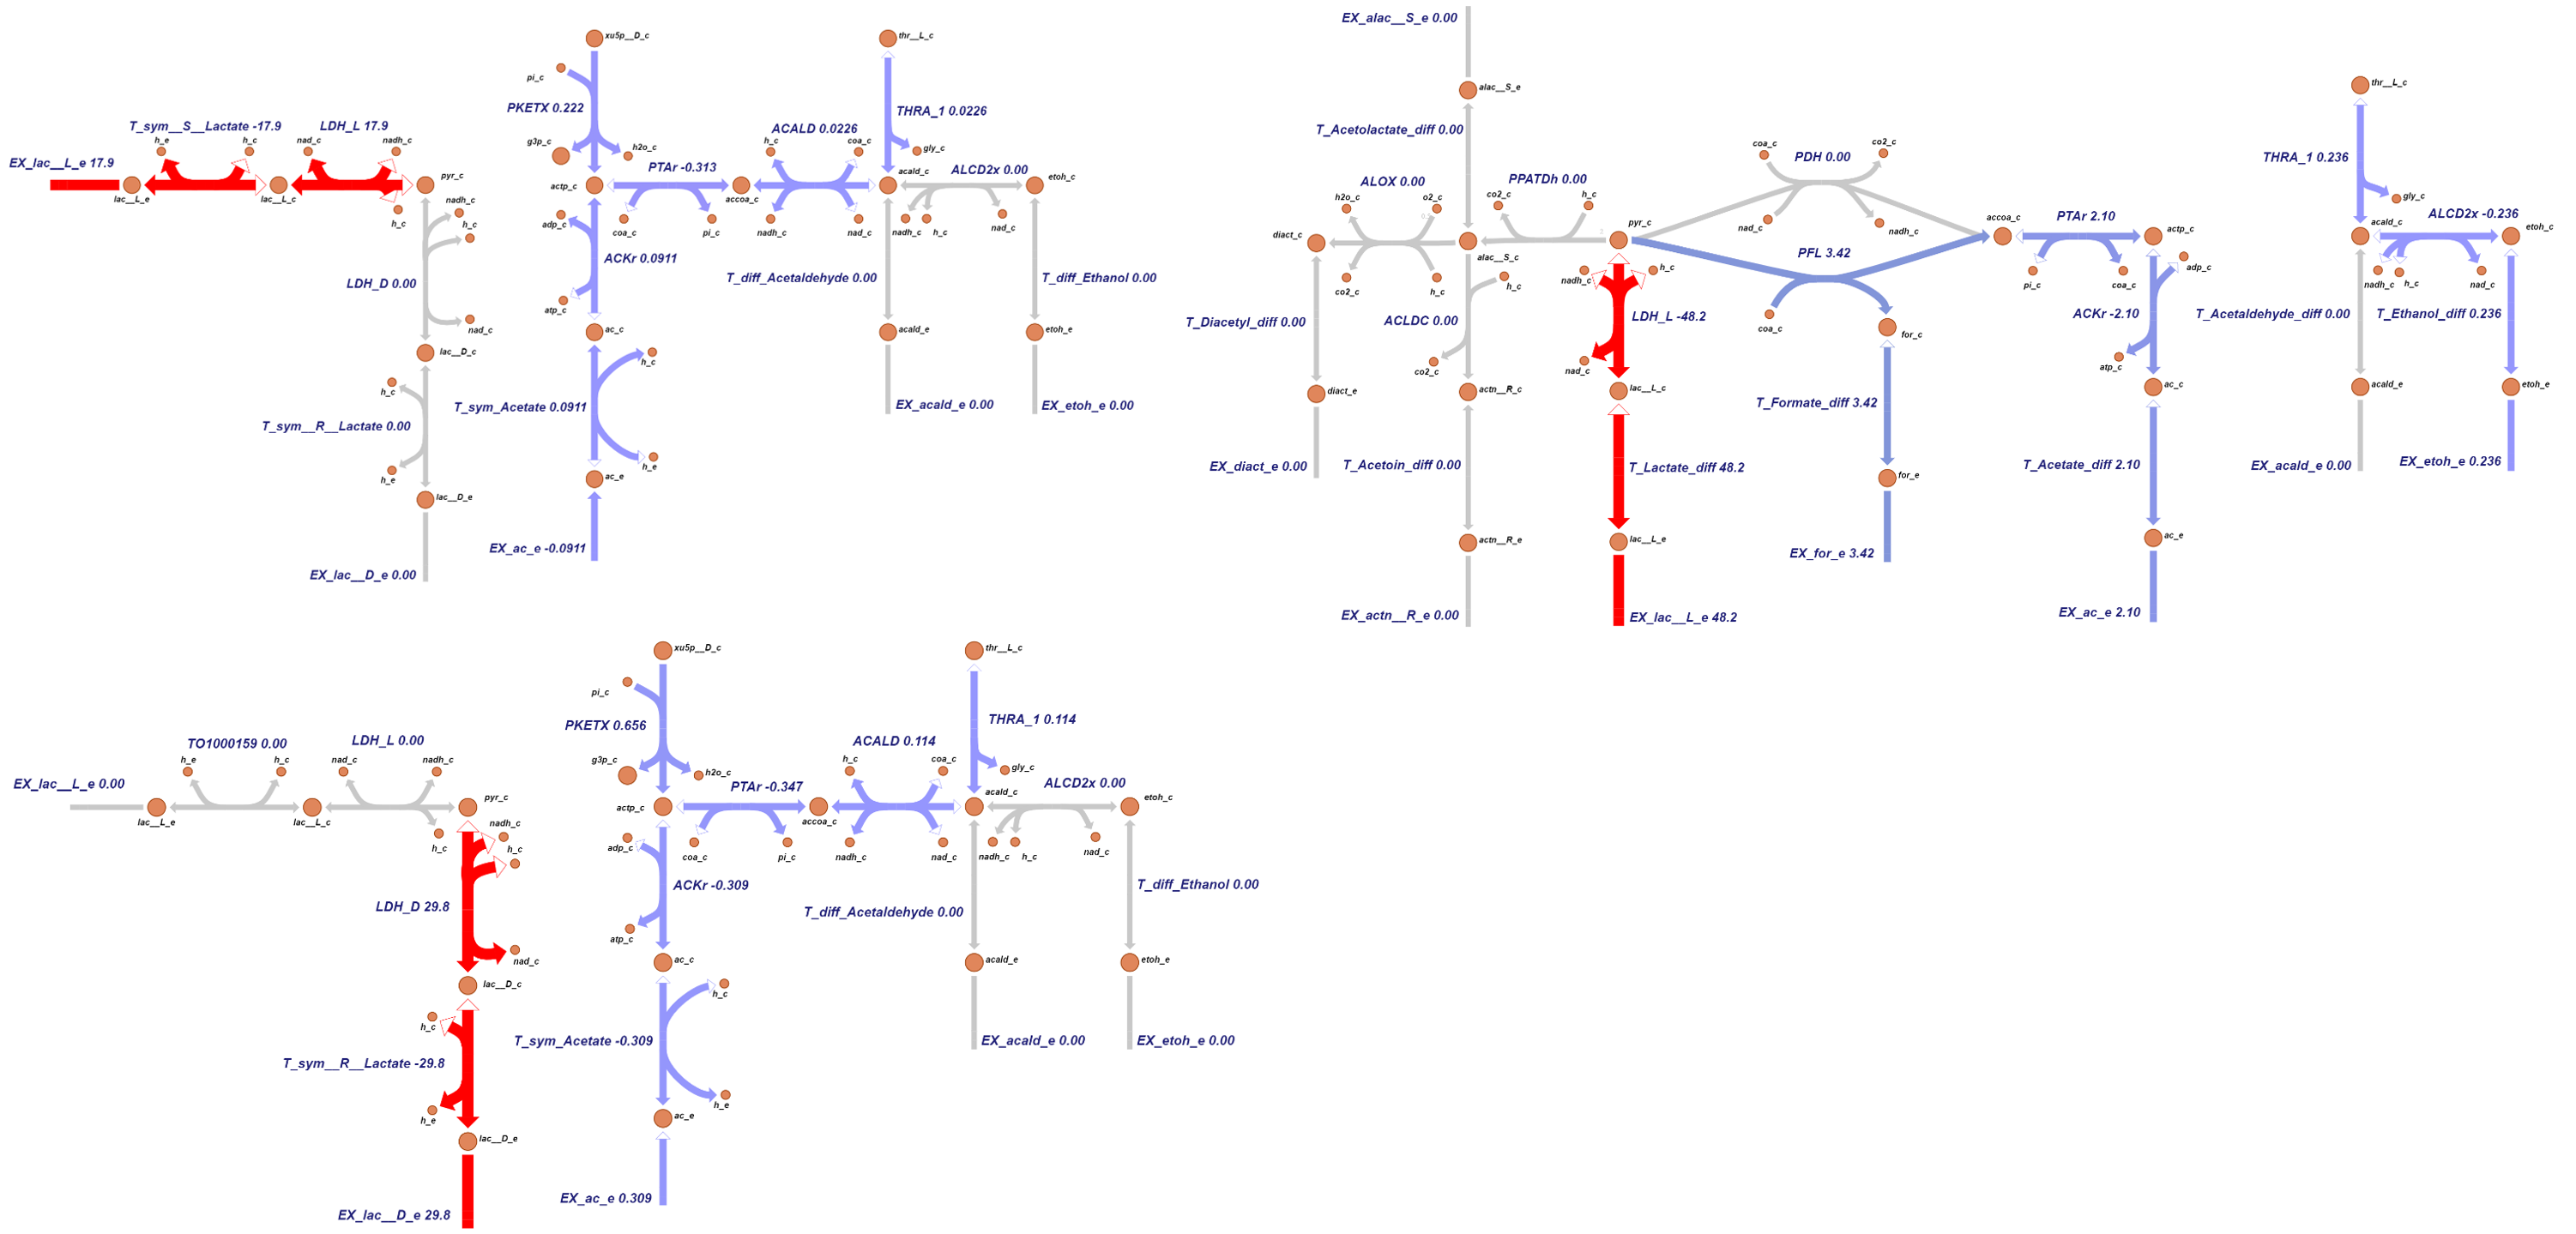 xu5p__D_c
pi_c
PKETX 0.222
g3p_c
h2o_c
thr__L_c
THRA_1 0.0226
gly_c
T_sym__S__Lactate -17.9
LDH_L 17.9
h_e
h_c
nad_c
nadh_c
EX_lac__L_e 17.9
lac__L_e
lac__L_c
h_c
pyr_c
nadh_c
h_c
PTAr -0.313
actp_c
coa_c
pi_c
accoa_c
ACALD 0.0226
h_c
coa_c
nadh_c
nad_c
acald_c
ALCD2x 0.00
nadh_c
h_c
nad_c
etoh_c
LDH_D 0.00
nad_c
adp_c
ACKr 0.0911
atp_c
T_diff_Acetaldehyde 0.00
T_diff_Ethanol 0.00
lac__D_c
ac_c
acald_e
etoh_e
h_c
h_c
T_sym__R__Lactate 0.00
T_sym_Acetate 0.0911
h_e
h_e
EX_acald_e 0.00
EX_etoh_e 0.00
lac__D_e
ac_e
EX_ac_e -0.0911
EX_lac__D_e 0.00
EX_alac__S_e 0.00
alac__S_e
T_Acetolactate_diff 0.00
ALOX 0.00
h2o_c
o2_c
PPATDh 0.00
co2_c
h_c
diact_c
co2_c
h_c
alac__S_c
pyr_c
coa_c
PDH 0.00
co2_c
nad_c
nadh_c
PFL 3.42
coa_c
accoa_c
PTAr 2.10
pi_c
coa_c
actp_c
adp_c
thr__L_c
THRA_1 0.236
gly_c
acald_c
ALCD2x -0.236
nadh_c
h_c
nad_c
etoh_c
T_Diacetyl_diff 0.00
ACLDC 0.00
h_c
co2_c
nadh_c
h_c
LDH_L -48.2
nad_c
for_c
ACKr -2.10
atp_c
T_Acetaldehyde_diff 0.00
T_Ethanol_diff 0.236
diact_e
actn__R_c
lac__L_c
T_Formate_diff 3.42
ac_c
acald_e
etoh_e
EX_diact_e 0.00
T_Acetoin_diff 0.00
T_Lactate_diff 48.2
for_e
T_Acetate_diff 2.10
EX_acald_e 0.00
EX_etoh_e 0.236
actn__R_e
lac__L_e
EX_for_e 3.42
ac_e
EX_actn__R_e 0.00
EX_lac__L_e 48.2
EX_ac_e 2.10
xu5p__D_c
pi_c
PKETX 0.656
g3p_c
h2o_c
thr__L_c
THRA_1 0.114
gly_c
TO1000159 0.00
LDH_L 0.00
h_e
h_c
nad_c
nadh_c
EX_lac__L_e 0.00
lac__L_e
lac__L_c
h_c
pyr_c
nadh_c
h_c
PTAr -0.347
actp_c
coa_c
pi_c
accoa_c
ACALD 0.114
h_c
coa_c
nadh_c
nad_c
acald_c
ALCD2x 0.00
nadh_c
h_c
nad_c
etoh_c
LDH_D 29.8
nad_c
adp_c
ACKr -0.309
atp_c
T_diff_Acetaldehyde 0.00
T_diff_Ethanol 0.00
lac__D_c
ac_c
acald_e
etoh_e
h_c
h_c
T_sym__R__Lactate -29.8
T_sym_Acetate -0.309
h_e
h_e
EX_acald_e 0.00
EX_etoh_e 0.00
lac__D_e
ac_e
EX_ac_e 0.309
EX_lac__D_e 29.8